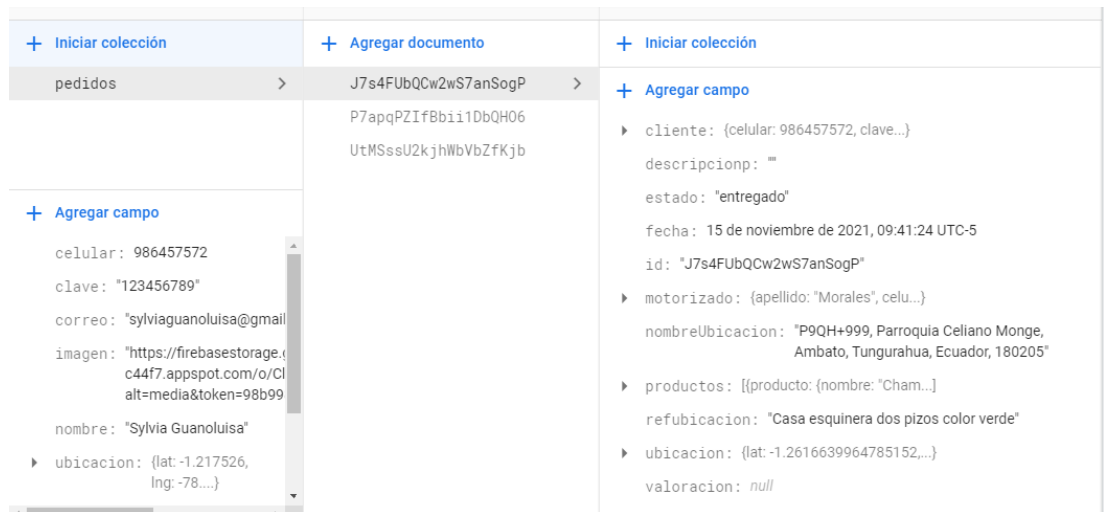 + Iniciar colección
pedidos
+ Agregar campo
celular: 986457572
clave: "123456789"
correo: "sylviaguanoluisa@gmail
imagen: "https://firebasestorage.g
c44f7.appspot.com/o/Cl
alt=media&token=98b99
nombre: "Sylvia Guanoluisa"
ubicacion: {lat: -1.217526,
lng: -78....}
+ Agregar documento
J7s4FUbQCw2wS7anSogP
P7apqPZIfBbii1DbQHO6
UtMSssU2kjhWbVbZfKjb
+ Iniciar colección
+ Agregar campo
cliente: {celular: 986457572, clave...}
descripcionp: ""
estado: "entregado"
fecha: 15 de noviembre de 2021, 09:41:24 UTC-5
id: "J7s4FUbQCw2wS7anSogP"
motorizado: {apellido: "Morales", celu...}
nombreUbicacion: "P9QH+999, Parroquia Celiano Monge,
Ambato, Tungurahua, Ecuador, 180205"
productos: [{producto: {nombre: "Cham...]
refubicacion: "Casa esquinera dos pizos color verde"
ubicacion: {lat: -1.2616639964785152,...}
valoracion: null